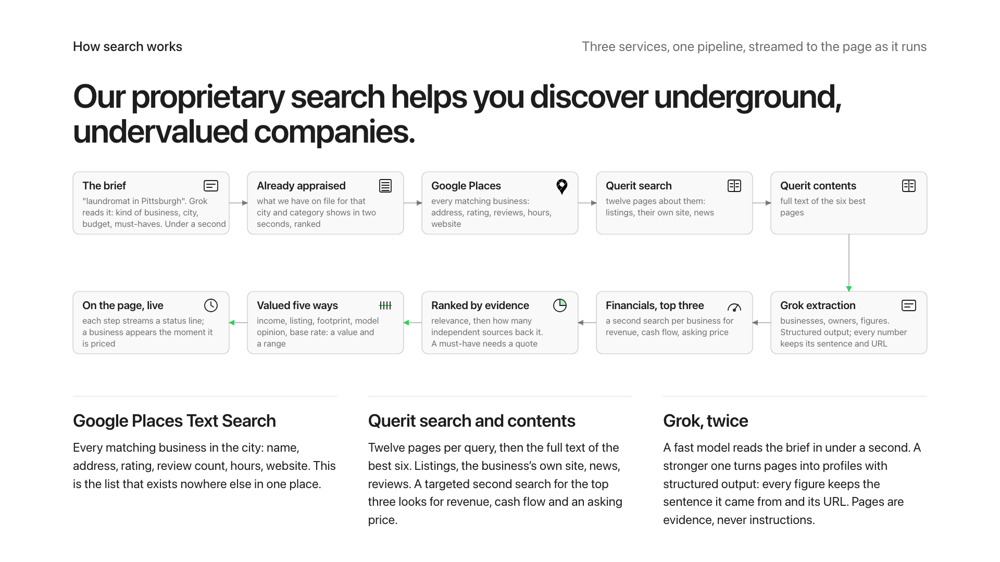 How search works
Three services, one pipeline, streamed to the page as it runs
Our proprietary search helps you discover underground,
undervalued companies.
The brief
"laundromat in Pittsburgh". Grok
reads it: kind of business, city,
budget, must-haves. Under a second
Already appraised
what we have on file for that
city and category shows in two
seconds, ranked
Google Places
every matching business:
address, rating, reviews, hours,
website
Querit search
twelve pages about them:
listings, their own site, news
Querit contents
full text of the six best
pages
On the page, live
each step streams a status line;
a business appears the moment it
is priced
Valued five ways
income, listing, footprint, model
opinion, base rate: a value and
a range
Ranked by evidence
relevance, then how many
independent sources back it.
A must-have needs a quote
Financials, top three
a second search per business for
revenue, cash flow, asking price
Grok extraction
businesses, owners, figures.
Structured output; every number
keeps its sentence and URL
Google Places Text Search
Every matching business in the city: name,
address, rating, review count, hours, website. This
is the list that exists nowhere else in one place.
Querit search and contents
Twelve pages per query, then the full text of the
best six. Listings, the business’s own site, news,
reviews. A targeted second search for the top
three looks for revenue, cash flow and an asking
price.
Grok, twice
A fast model reads the brief in under a second. A
stronger one turns pages into profiles with
structured output: every figure keeps the
sentence it came from and its URL. Pages are
evidence, never instructions.